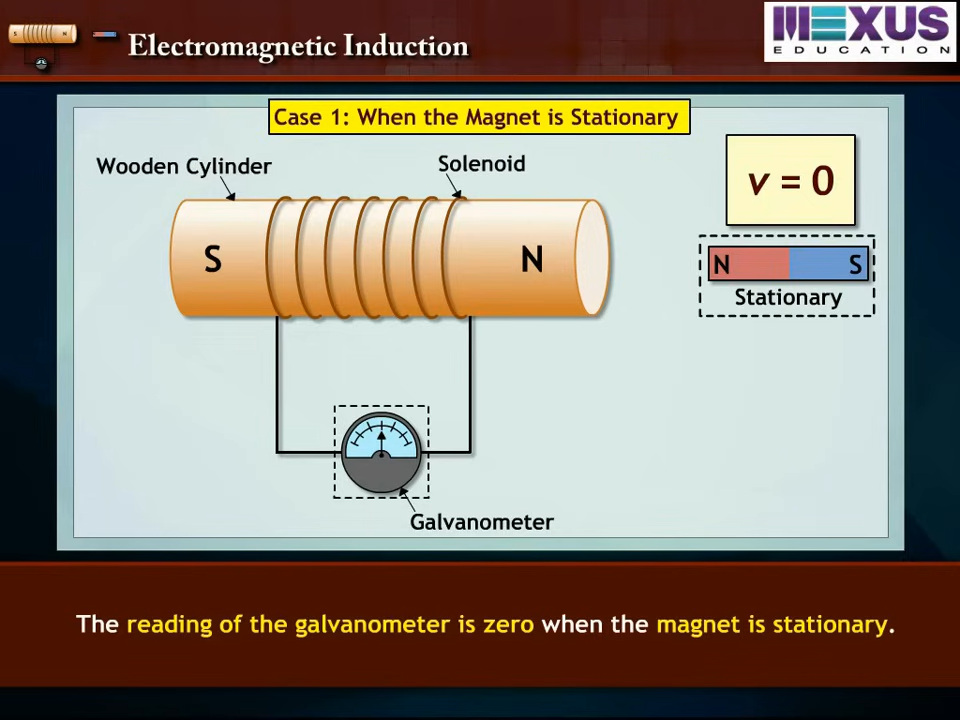 Electromagnetic Induction
MEXUS
EDUCATION
Case 1: When the Magnet is Stationary
Wooden Cylinder
Solenoid
v = 0
S
N
N
S
Stationary
Galvanometer
The reading of the galvanometer is zero when the magnet is stationary.